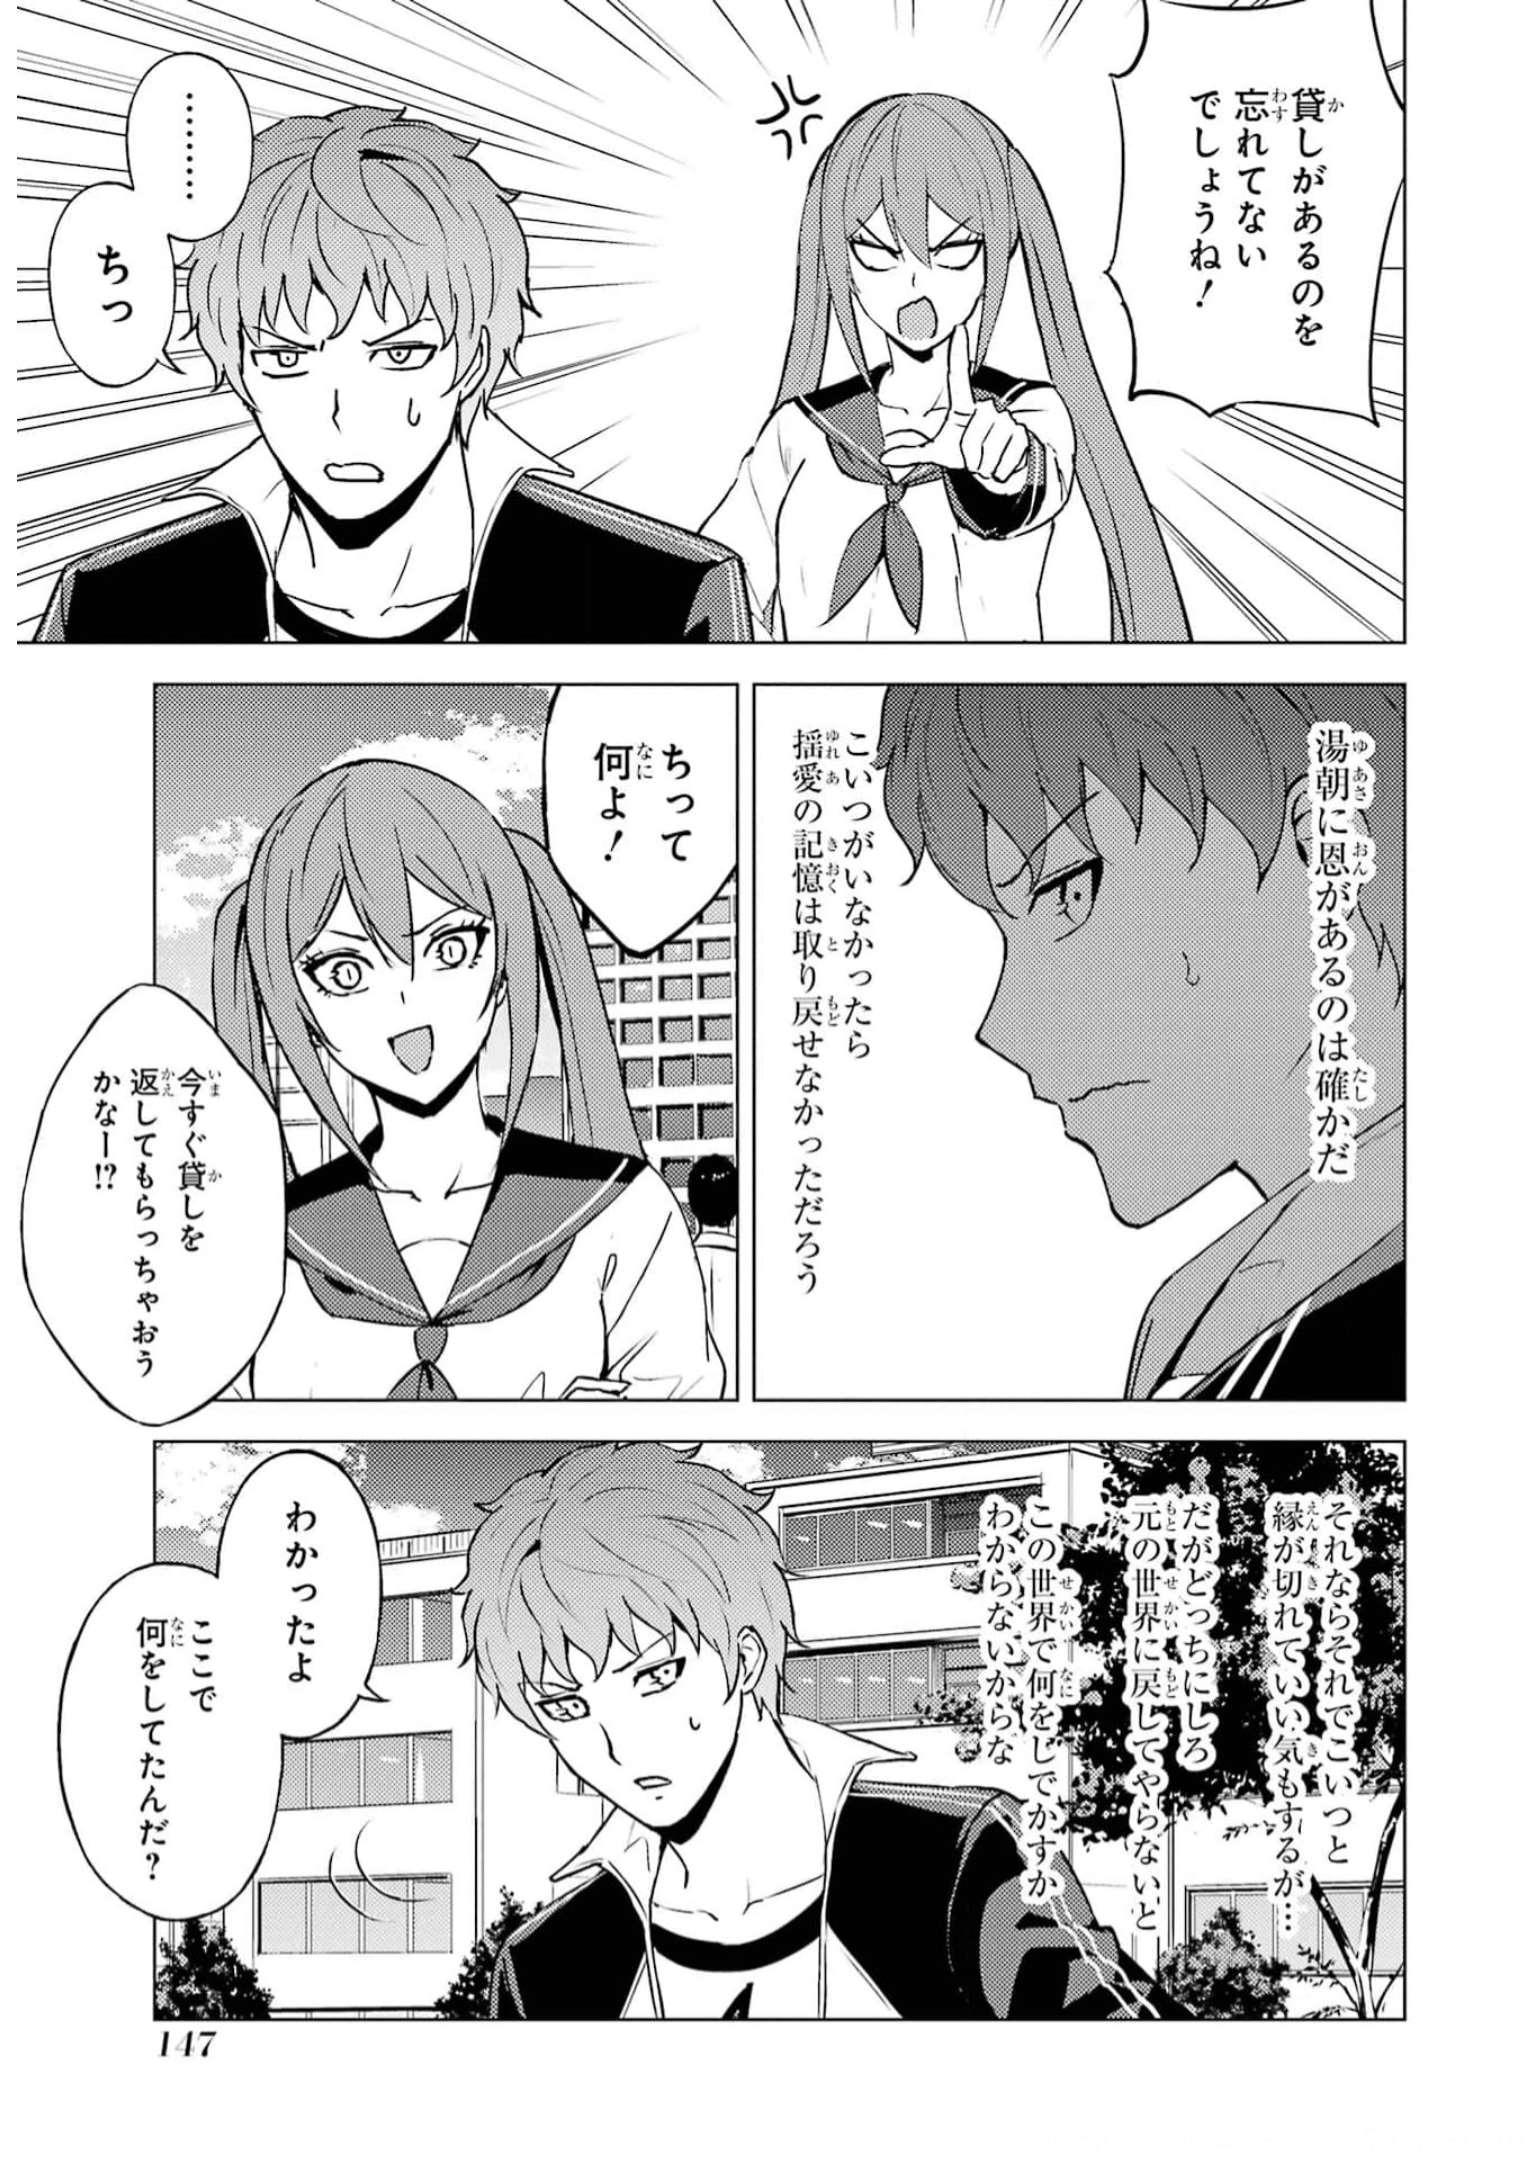 貸しがあるのを
忘れてない
でしょうね！
………
ちっ
湯朝に恩があるのは確かだ
こいつがいなかったら
揺愛の記憶は取り戻せなかっただろう
ちって
何よ！
今すぐ貸しを
返してもらっちゃおう
かなー!?
それならそれでこいつと
縁が切れていい気もするが…
だがどっちにしろ
元の世界に戻してやらないと
この世界で何をしでかすか
わからないからな
わかったよ
ここで
何をしてたんだ？
147